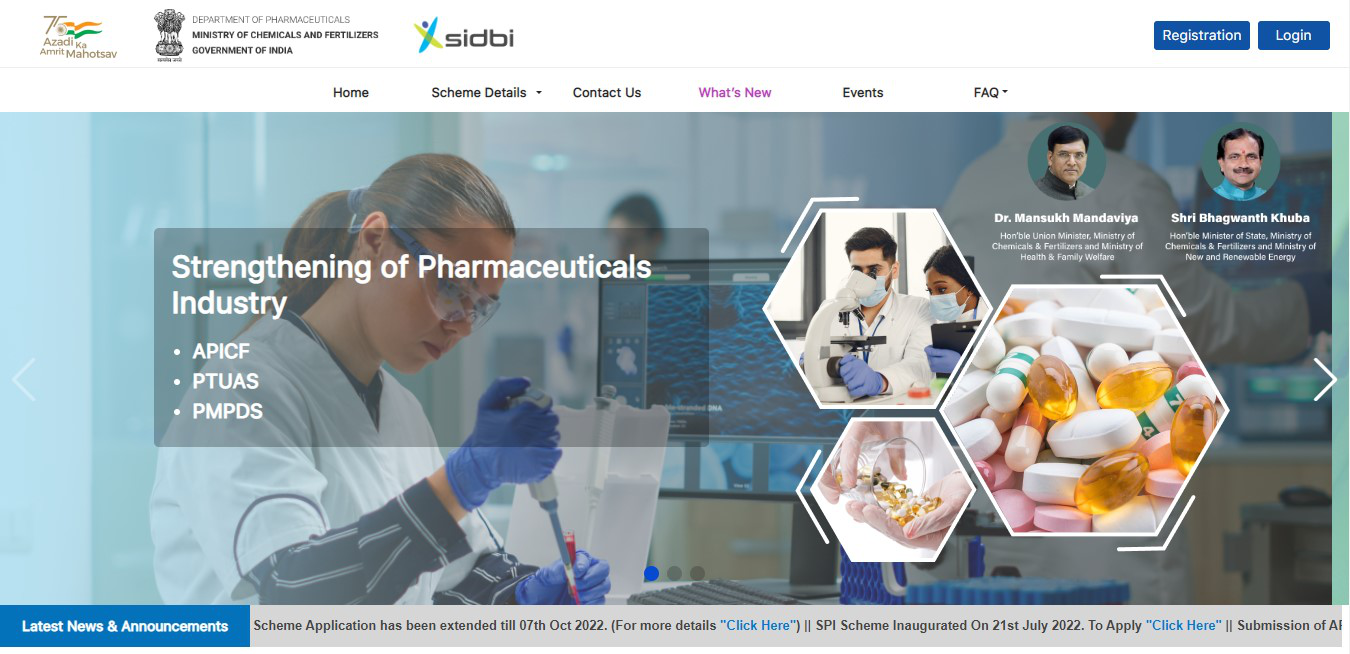 Azadi Ka
Amrit Mahotsav
DEPARTMENT OF PHARMACEUTICALS
MINISTRY OF CHEMICALS AND FERTILIZERS
GOVERNMENT OF INDIA
sidbi
Registration
Login
Home
Scheme Details
Contact Us
What's New
Events
FAQ
Dr. Mansukh Mandaviya
Hon'ble Union Minister, Ministry of
Chemicals & Fertilizers and Ministry of
Health & Family Welfare
Shri Bhagwanth Khuba
Hon'ble Minister of State, Ministry of
Chemicals & Fertilizers and Ministry of
New and Renewable Energy
Strengthening of Pharmaceuticals
Industry
• APICF
• PTUAS
• PMPDS
Latest News & Announcements
Scheme Application has been extended till 07th Oct 2022. (For more details "Click Here") || SPI Scheme Inaugurated On 21st July 2022. To Apply "Click Here" || Submission of